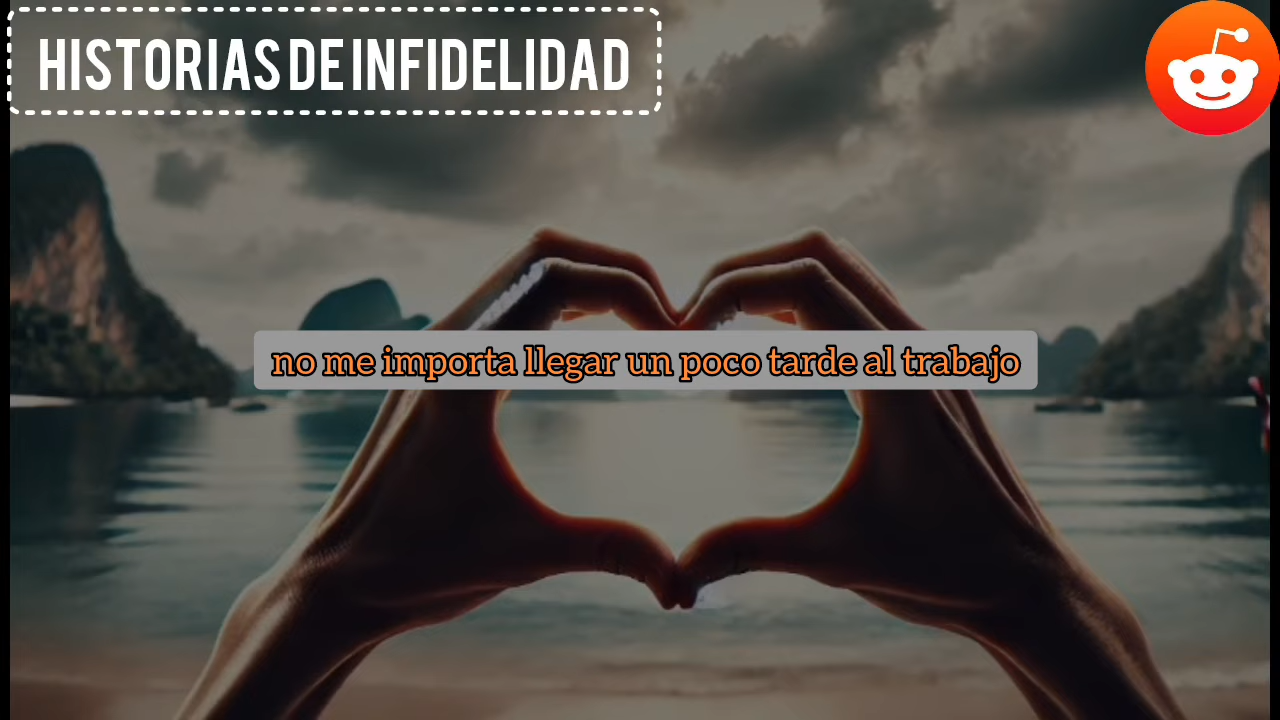 HISTORIAS DE INFIDELIDAD
no me importa llegar un poco tarde al trabajo